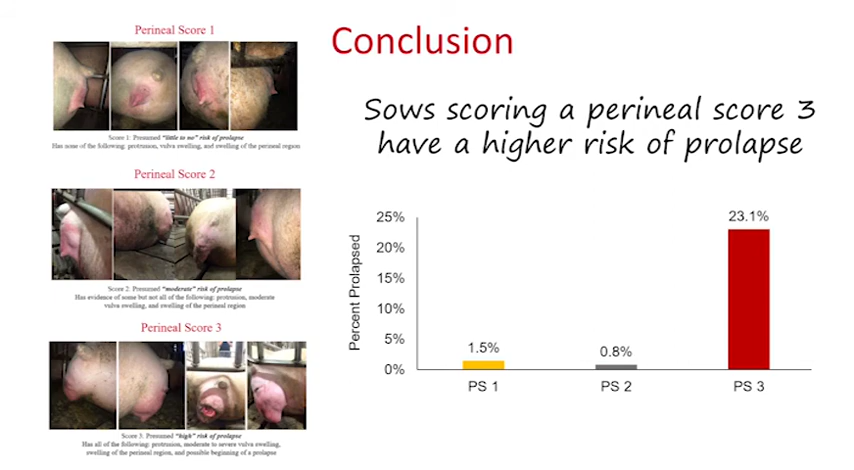 Perineal Score 1
Score 1: Presumed "little to no" risk of prolapse
Has none of the following: protrusion, vulva swelling, and swelling of the perineal region
Perineal Score 2
Score 2: Presumed "moderate" risk of prolapse
Has evidence of some but not all of the following: protrusion, moderate
vulva swelling, and swelling of the perineal region
Perineal Score 3
Score 3: Presumed "high" risk of prolapse
Has all of the following: protrusion, moderate to severe vulva swelling,
swelling of the perineal region, and possible beginning of a prolapse
Conclusion
Sows scoring a perineal score 3
have a higher risk of prolapse
Percent Prolapsed
25%
20%
15%
10%
5%
0%
1.5%
0.8%
23.1%
PS 1
PS 2
PS 3